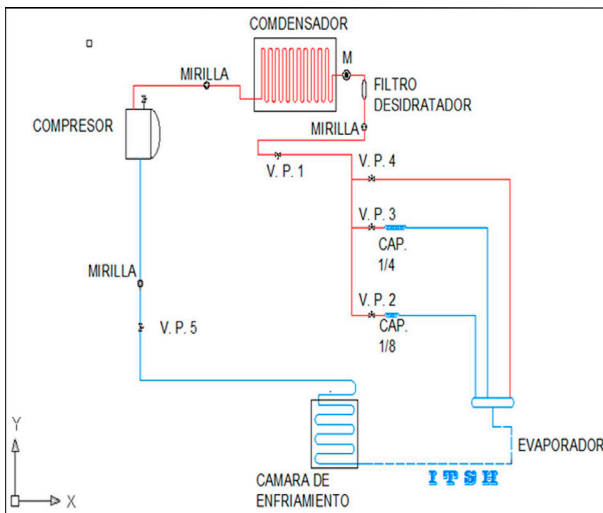 COMDENSADOR
M
MIRILLA
FILTRO
DESIDRATADOR
COMPRESOR
MIRILLA
V. P. 1
V. P. 4
V. P. 3
CAP.
1/4
MIRILLA
V. P. 2
V. P. 5
CAP.
1/8
Y
EVAPORADOR
X
CAMARA DE
ENFRIAMIENTO
ITSH